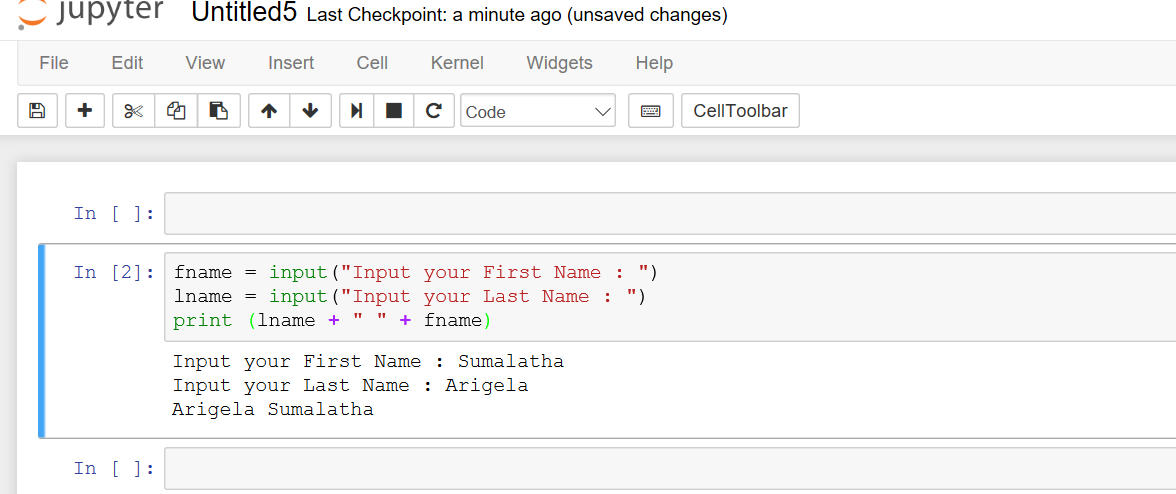 jupyter Untitled5 Last Checkpoint: a minute ago (unsaved changes)
File Edit View Insert Cell Kernel Widgets Help
Code CellToolbar
In [ ]:
In [2]: fname = input("Input your First Name : ")
lname = input("Input your Last Name : ")
print (lname + " " + fname)
Input your First Name : Sumalatha
Input your Last Name : Arigela
Arigela Sumalatha
In [ ]: